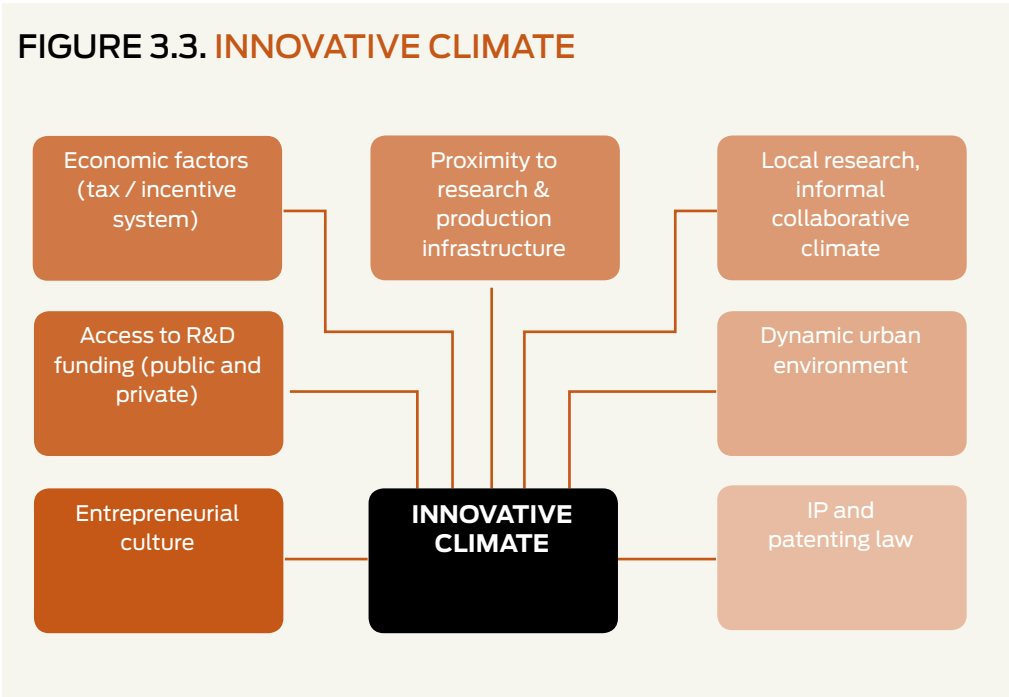 FIGURE 3.3. INNOVATIVE CLIMATE
Economic factors
(tax / incentive
system)
Proximity to
research &
production
infrastructure
Local research,
informal
collaborative
climate
Access to R&D
funding (public and
private)
Dynamic urban
environment
Entrepreneurial
culture
INNOVATIVE
CLIMATE
IP and
patenting law